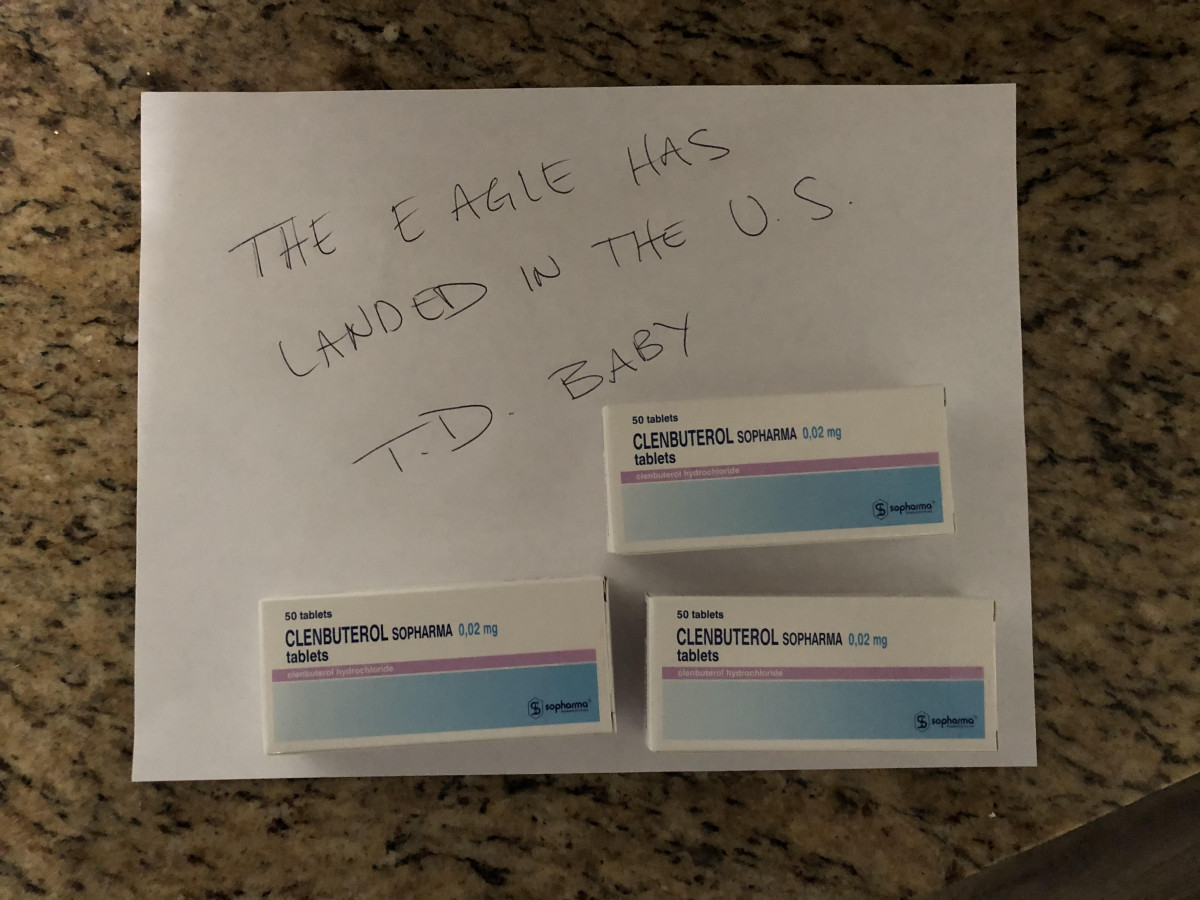 THE EAGLE HAS
LANDED IN THE U.S.
T.D. BABY
50 tablets
CLENBUTEROL SOPHARMA 0,02 mg
tablets
clenbuterol hydrochloride
sopharma
50 tablets
CLENBUTEROL SOPHARMA 0,02 mg
tablets
clenbuterol hydrochloride
sopharma
50 tablets
CLENBUTEROL SOPHARMA 0,02 mg
tablets
clenbuterol hydrochloride
sopharma